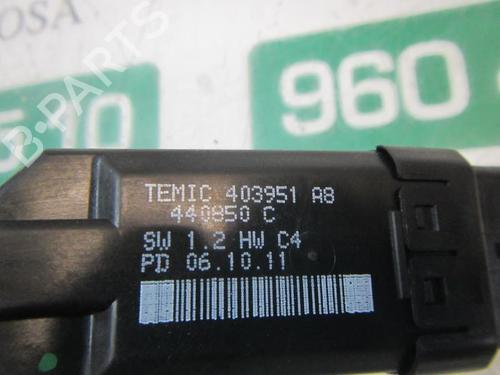 OSA
960
B-PARTS
TEMIC 403951 A8
440850 C
SW 1.2 HW C4
PD 06.10.11